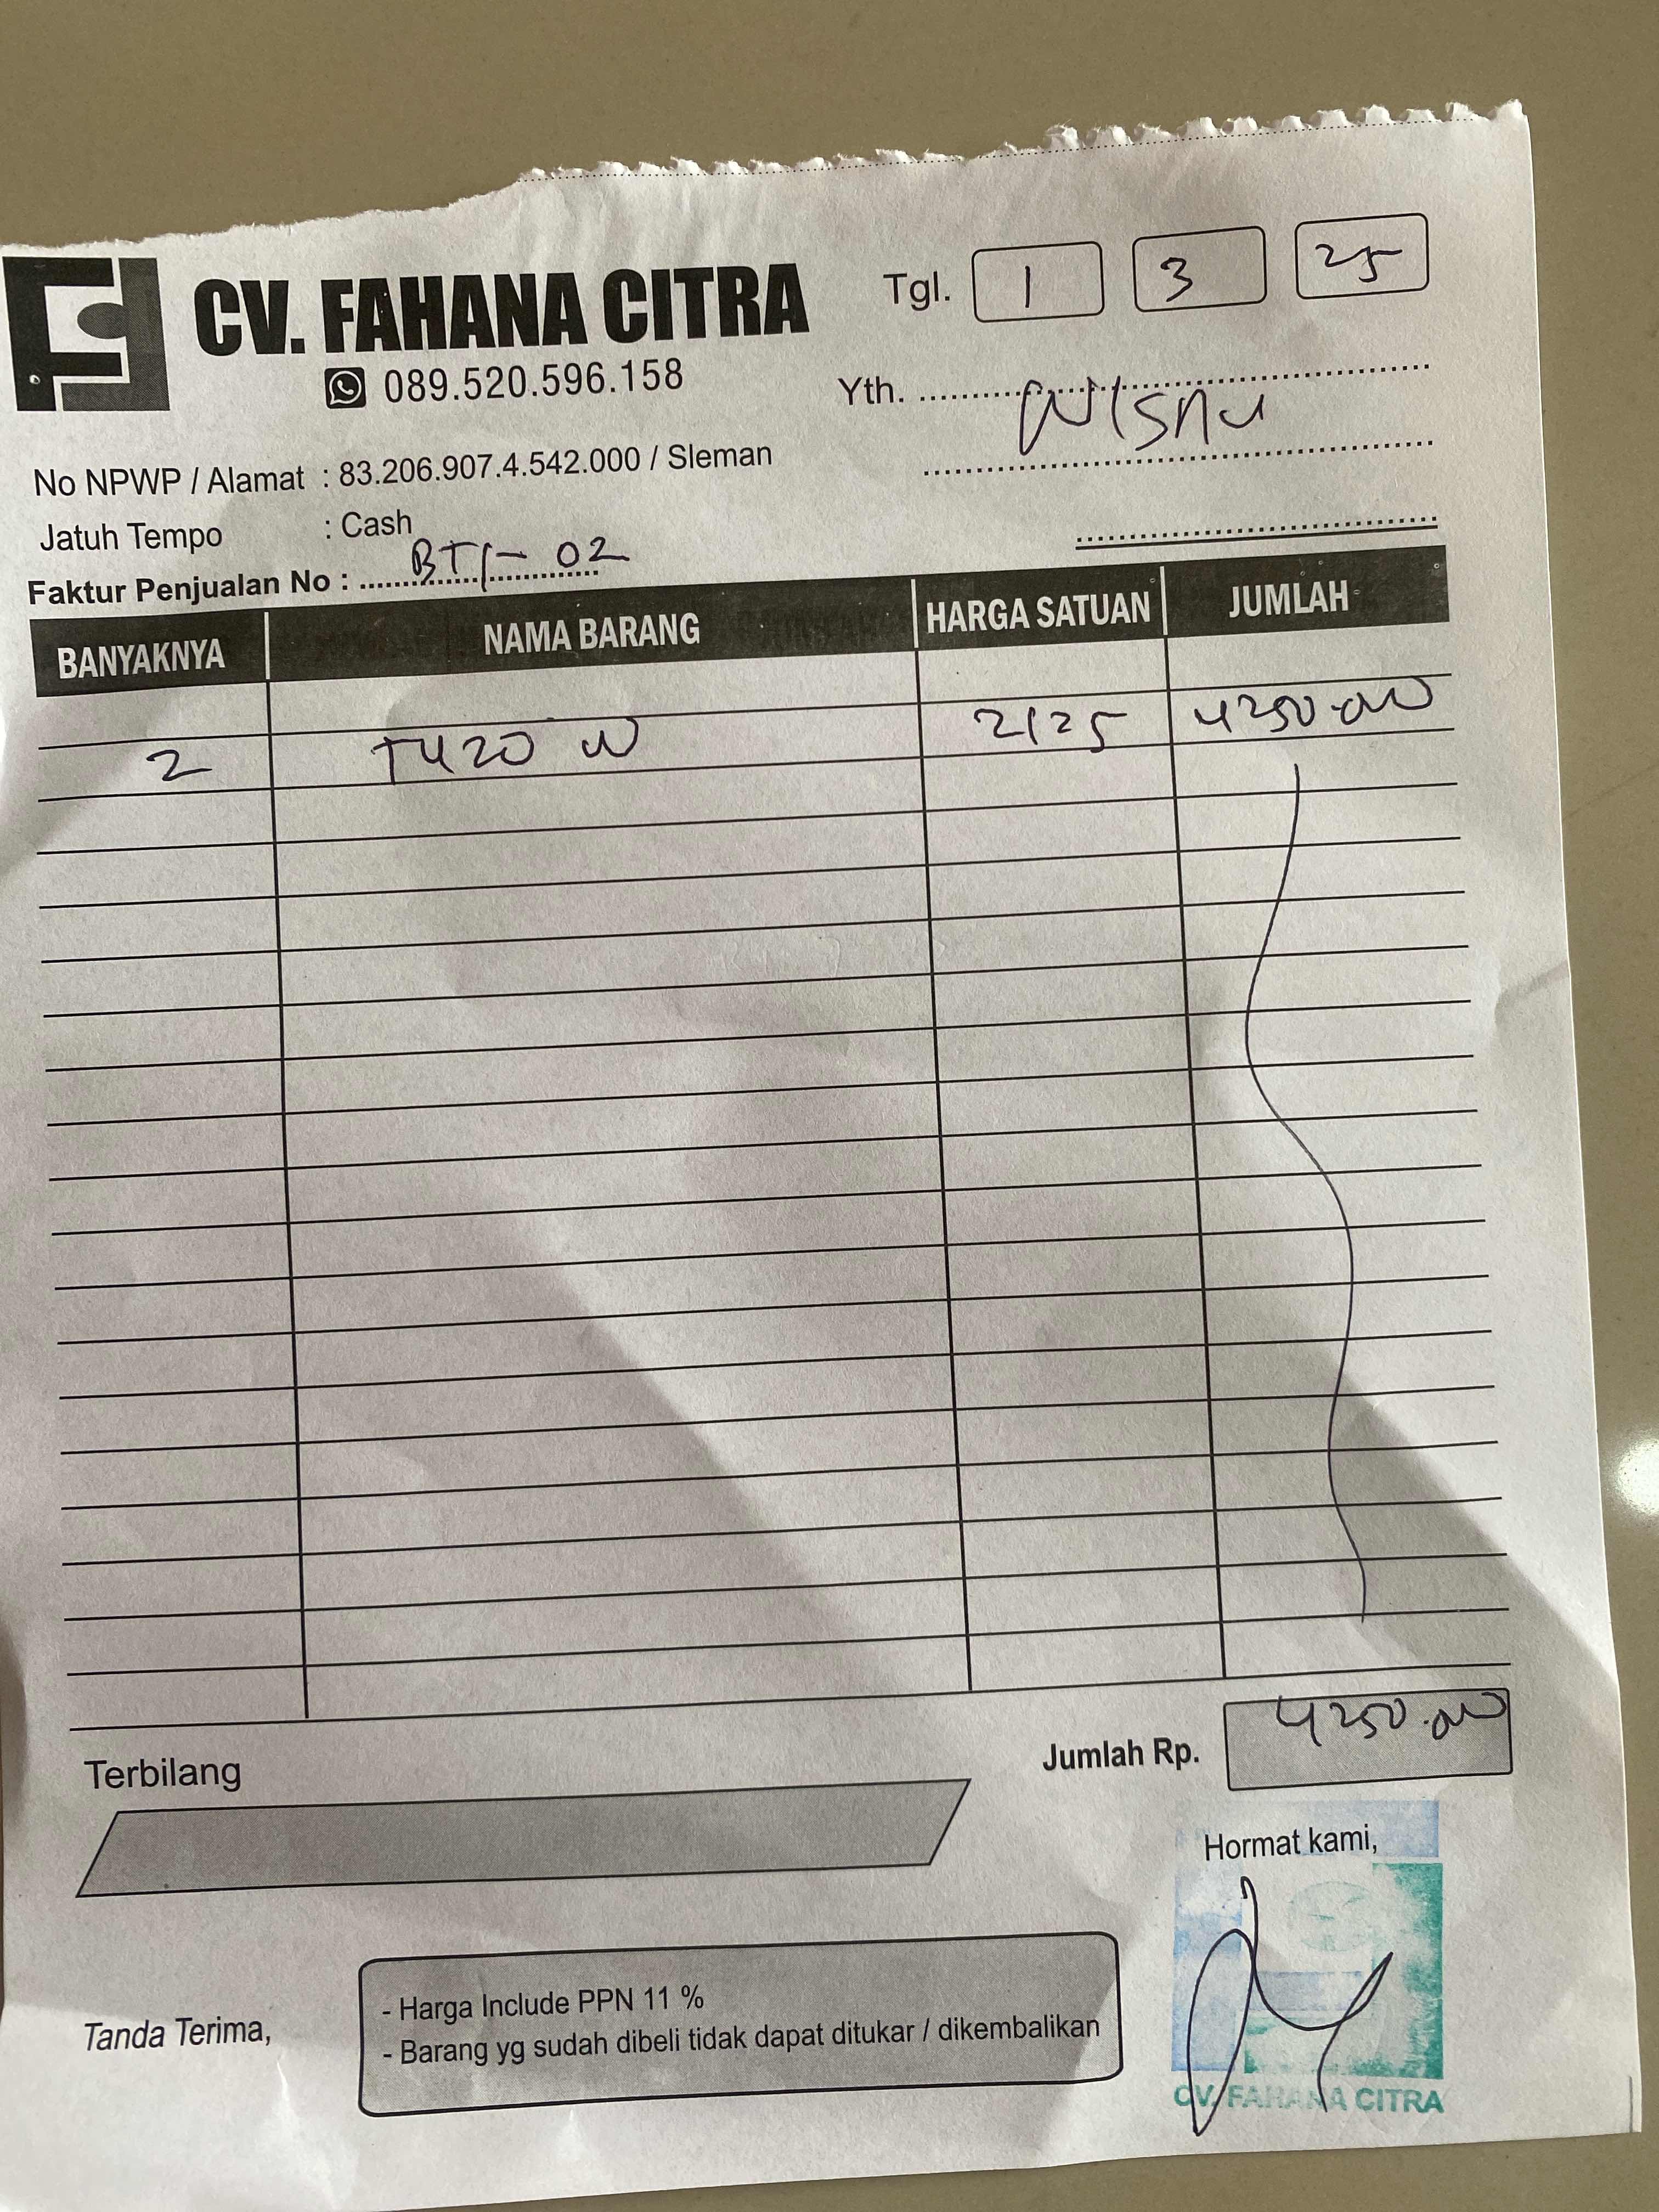 CV. FAHANA CITRA
089.520.596.158
Tgl. 1 3 25
Yth. Wisnu
No NPWP / Alamat : 83.206.907.4.542.000 / Sleman
Jatuh Tempo : Cash
Faktur Penjualan No : BT/- 02
BANYAKNYA NAMA BARANG HARGA SATUAN JUMLAH
2 T420 W 2125 4250.000
Jumlah Rp. 4250.000
Terbilang
Hormat kami,
Tanda Terima,
- Harga Include PPN 11 %
- Barang yg sudah dibeli tidak dapat ditukar / dikembalikan
CV. FAHANA CITRA